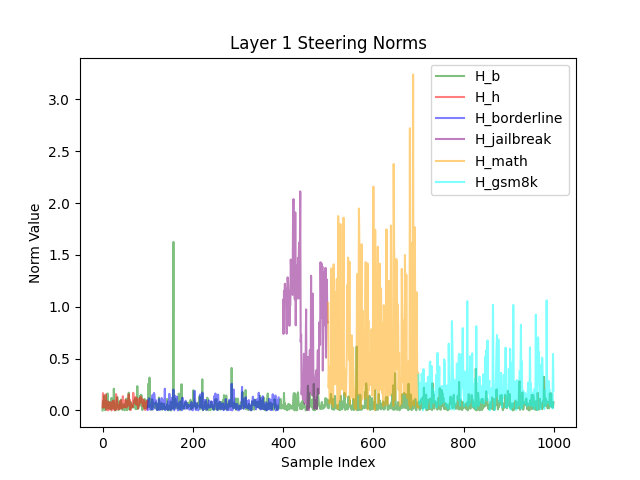 Layer 1 Steering Norms
H_b
H_h
H_borderline
H_jailbreak
H_math
H_gsm8k
Norm Value
3.0
2.5
2.0
1.5
1.0
0.5
0.0
0 200 400 600 800 1000
Sample Index